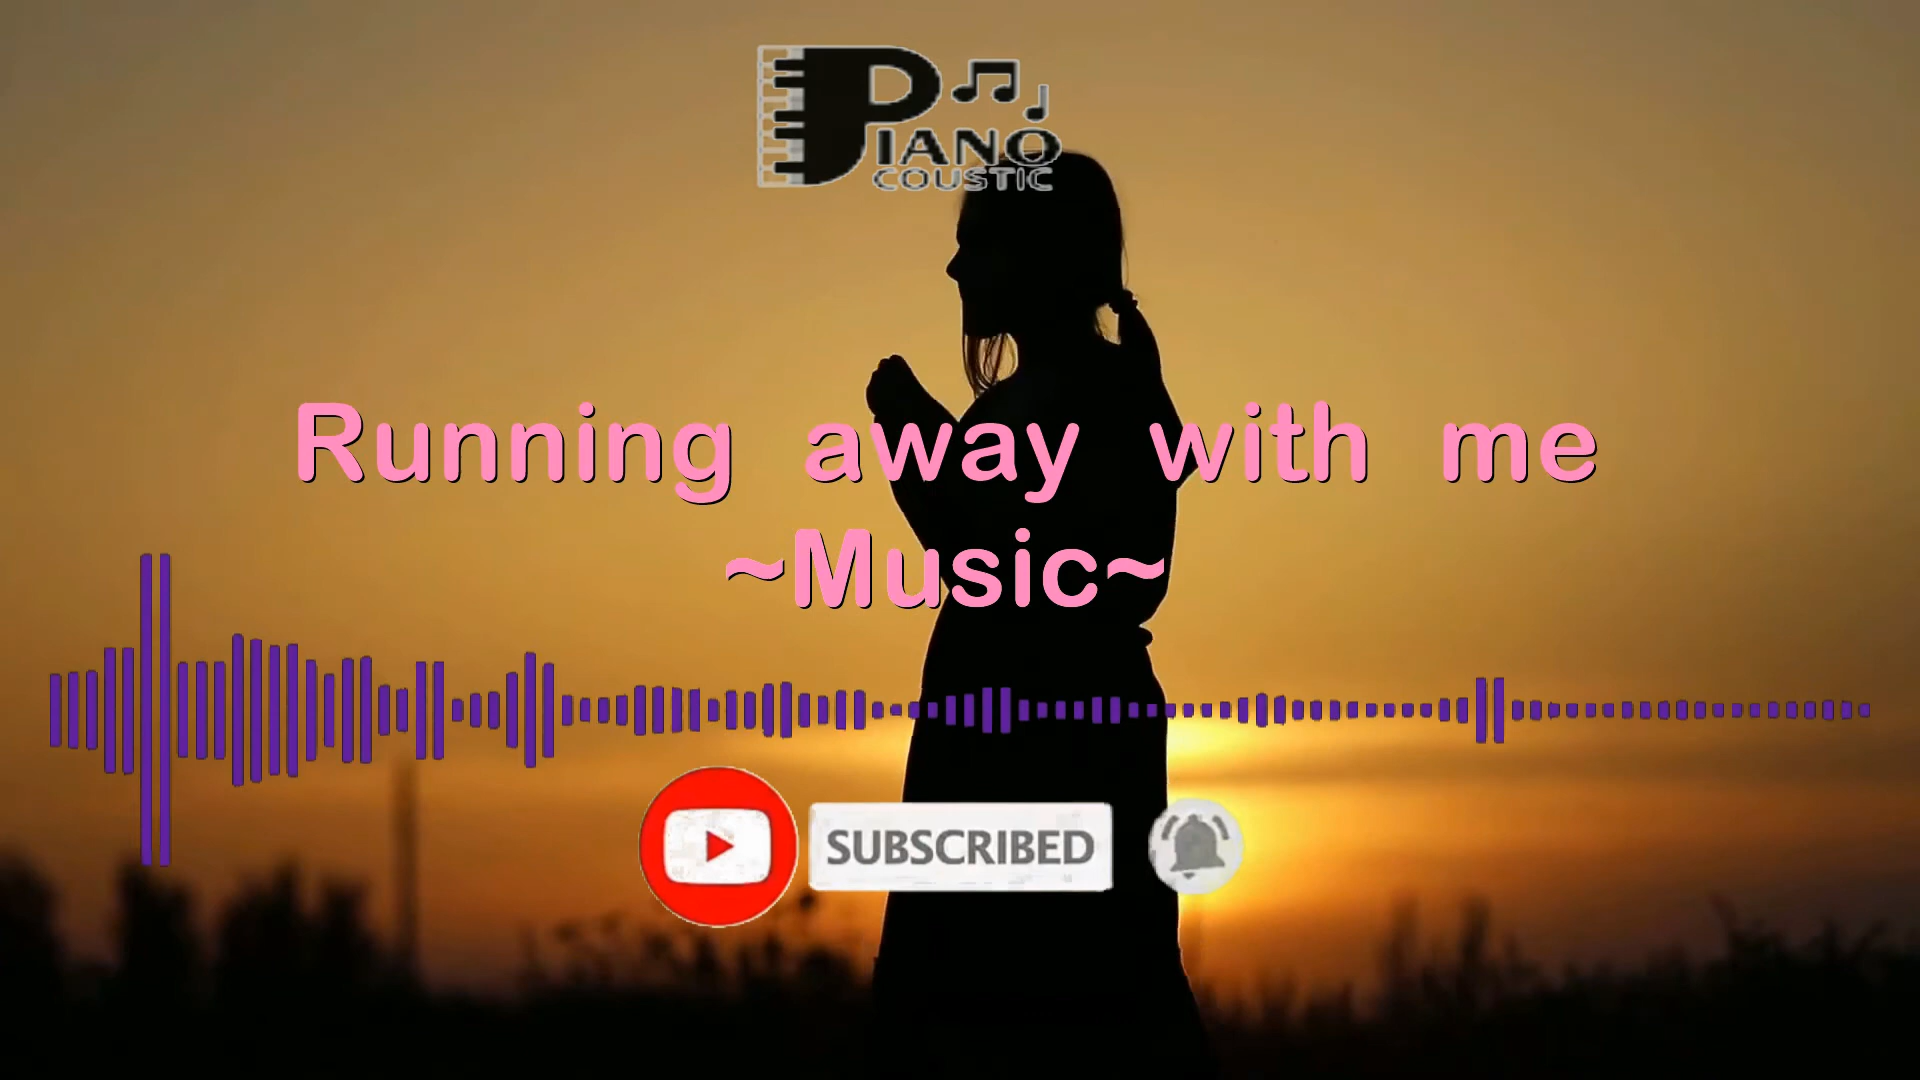 PIANO
COUSTIC
Running away with me
~Music~
SUBSCRIBED